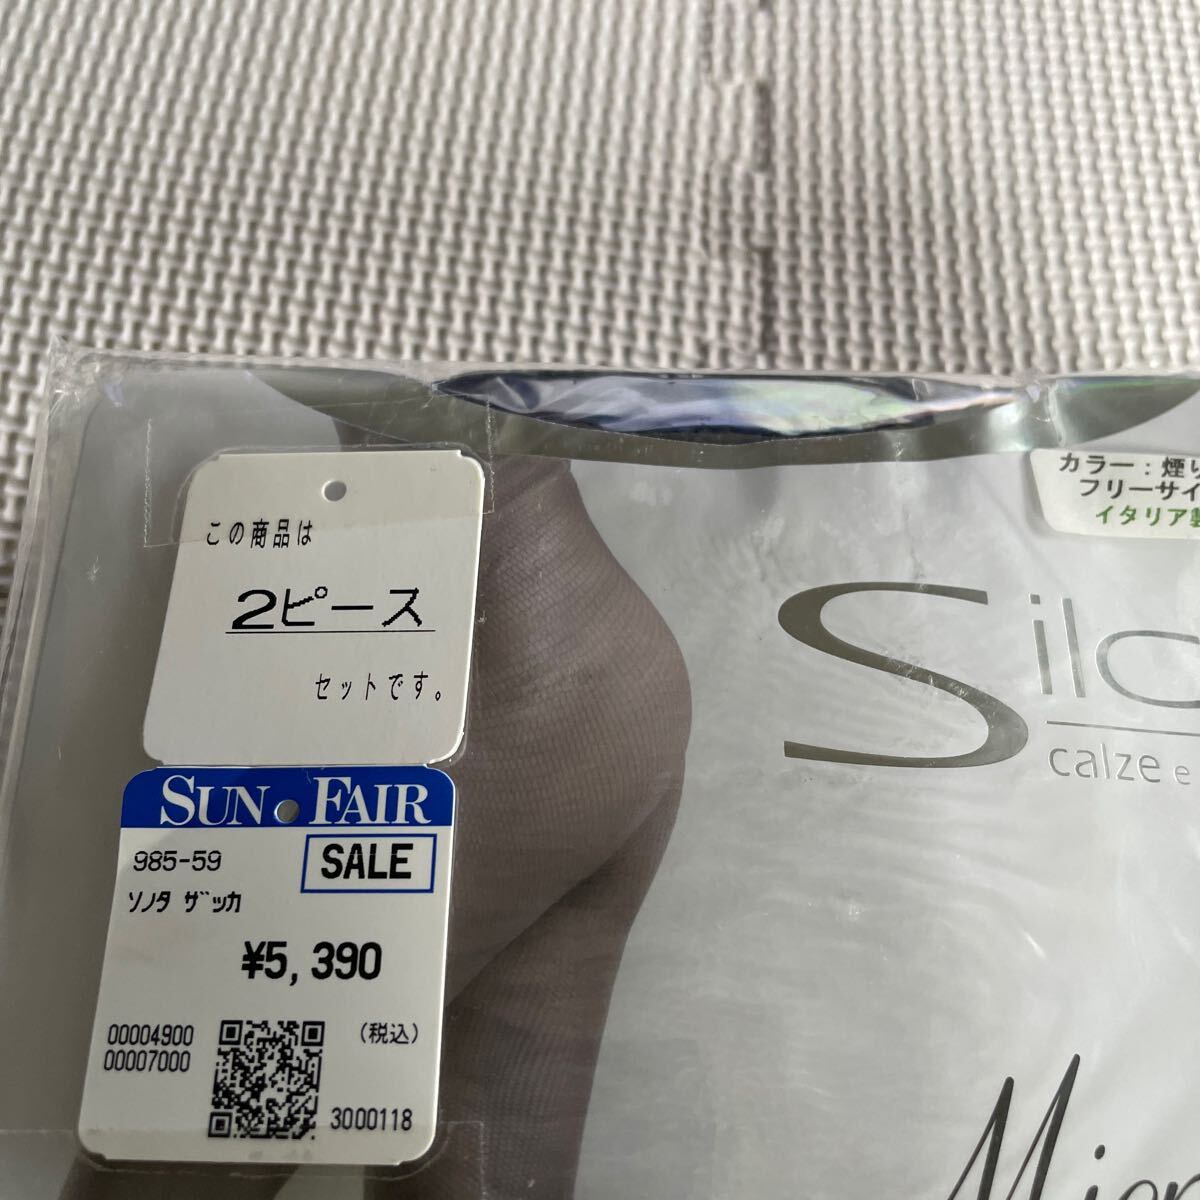 この商品は
2ピース
セットです。
SUN FAIR
985-59
SALE
ソノタ ザッカ
¥5,390
00004900
00007000
(税込)
3000118
カラー：煙
フリーサイ
イタリア製
calze e